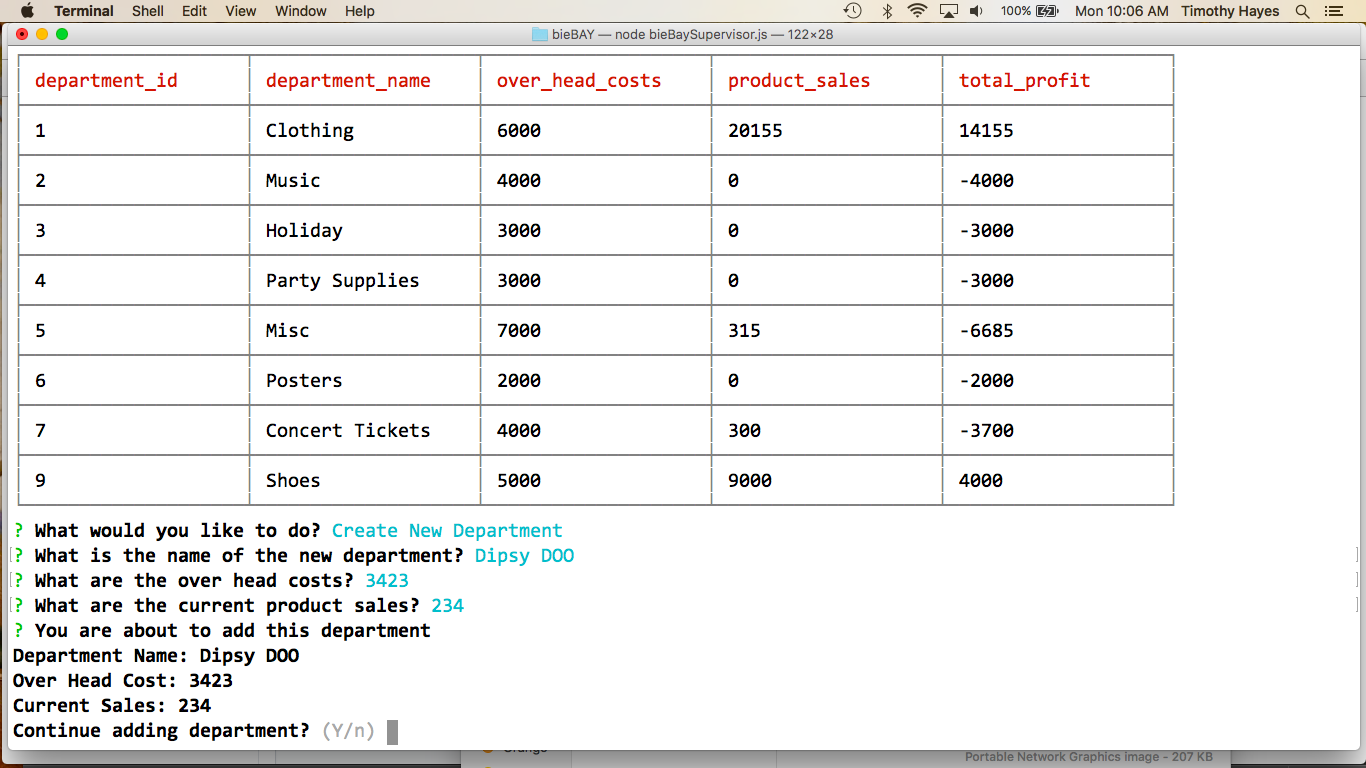 Terminal Shell Edit View Window Help 100% Mon 10:06 AM Timothy Hayes
bieBAY — node bieBaySupervisor.js — 122×28
department_id department_name over_head_costs product_sales total_profit
1 Clothing 6000 20155 14155
2 Music 4000 0 -4000
3 Holiday 3000 0 -3000
4 Party Supplies 3000 0 -3000
5 Misc 7000 315 -6685
6 Posters 2000 0 -2000
7 Concert Tickets 4000 300 -3700
9 Shoes 5000 9000 4000
? What would you like to do? Create New Department
[? What is the name of the new department? Dipsy DOO ]
[? What are the over head costs? 3423 ]
[? What are the current product sales? 234 ]
? You are about to add this department
Department Name: Dipsy DOO
Over Head Cost: 3423
Current Sales: 234
Continue adding department? (Y/n)
Orange Portable Network Graphics image - 207 KB